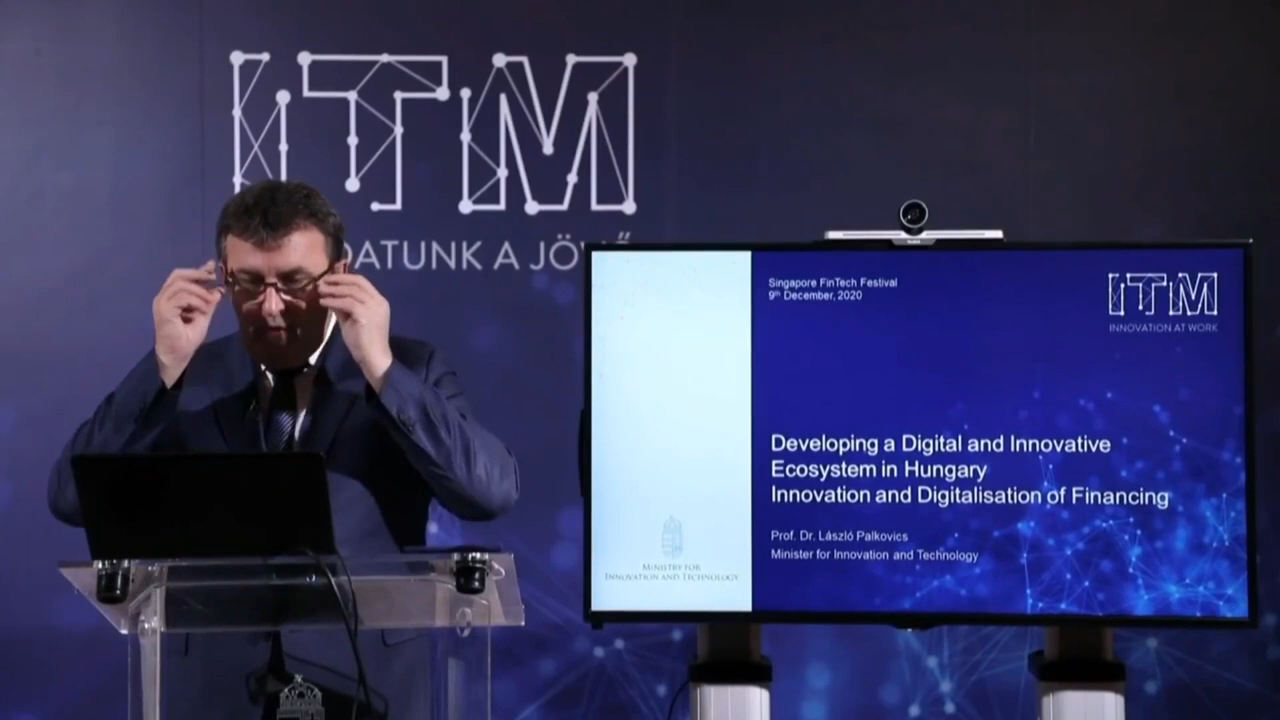 ITM
DATUNK A JÖVŐ
Singapore FinTech Festival
9th December, 2020
ITM
INNOVATION AT WORK
Developing a Digital and Innovative
Ecosystem in Hungary
Innovation and Digitalisation of Financing
Prof. Dr. László Palkovics
Minister for Innovation and Technology
MINISTRY FOR
INNOVATION AND TECHNOLOGY